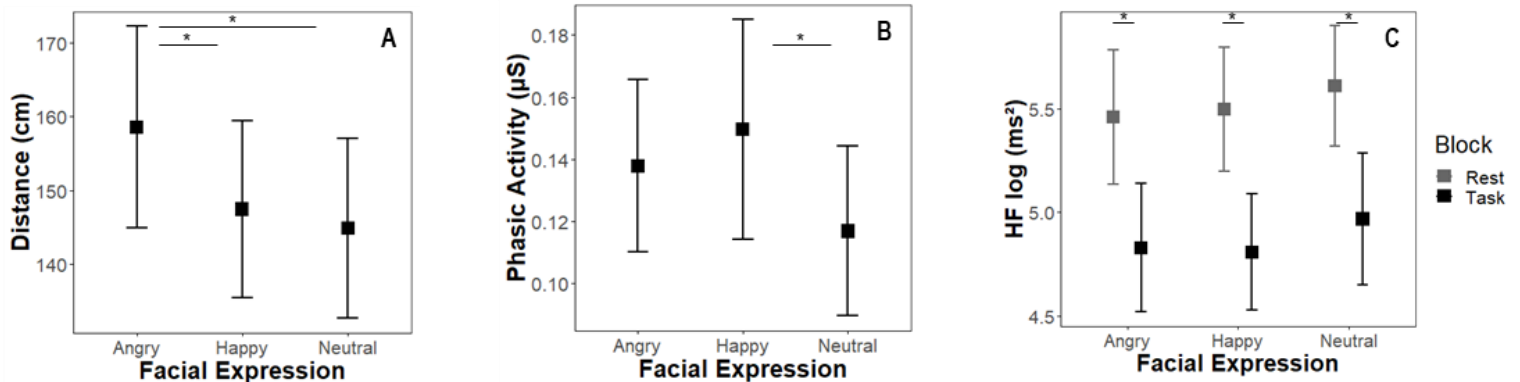 A
Distance (cm)
170
160
150
140
*
*
Angry Happy Neutral
Facial Expression
B
Phasic Activity (µS)
0.18
0.16
0.14
0.12
0.10
*
Angry Happy Neutral
Facial Expression
C
HF log (ms²)
5.5
5.0
4.5
* * *
Angry Happy Neutral
Facial Expression
Block
Rest
Task